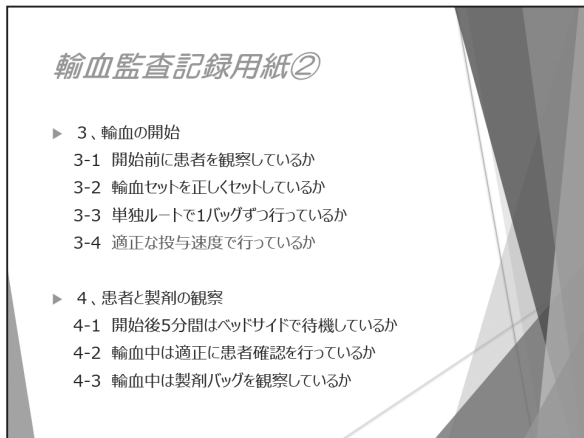 輸血監査記録用紙②
▶ 3、輸血の開始
3-1 開始前に患者を観察しているか
3-2 輸血セットを正しくセットしているか
3-3 単独ルートで1バッグずつ行っているか
3-4 適正な投与速度で行っているか
▶ 4、患者と製剤の観察
4-1 開始後5分間はベッドサイドで待機しているか
4-2 輸血中は適正に患者確認を行っているか
4-3 輸血中は製剤バッグを観察しているか